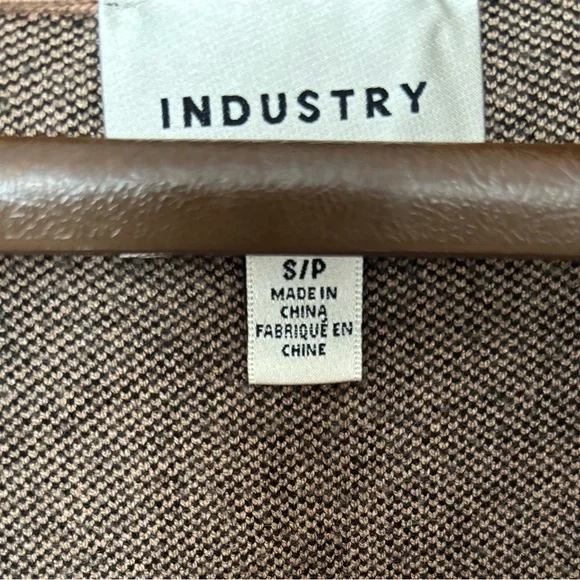 INDUSTRY
S/P
MADE IN
CHINA
FABRIQUÉ EN
CHINE